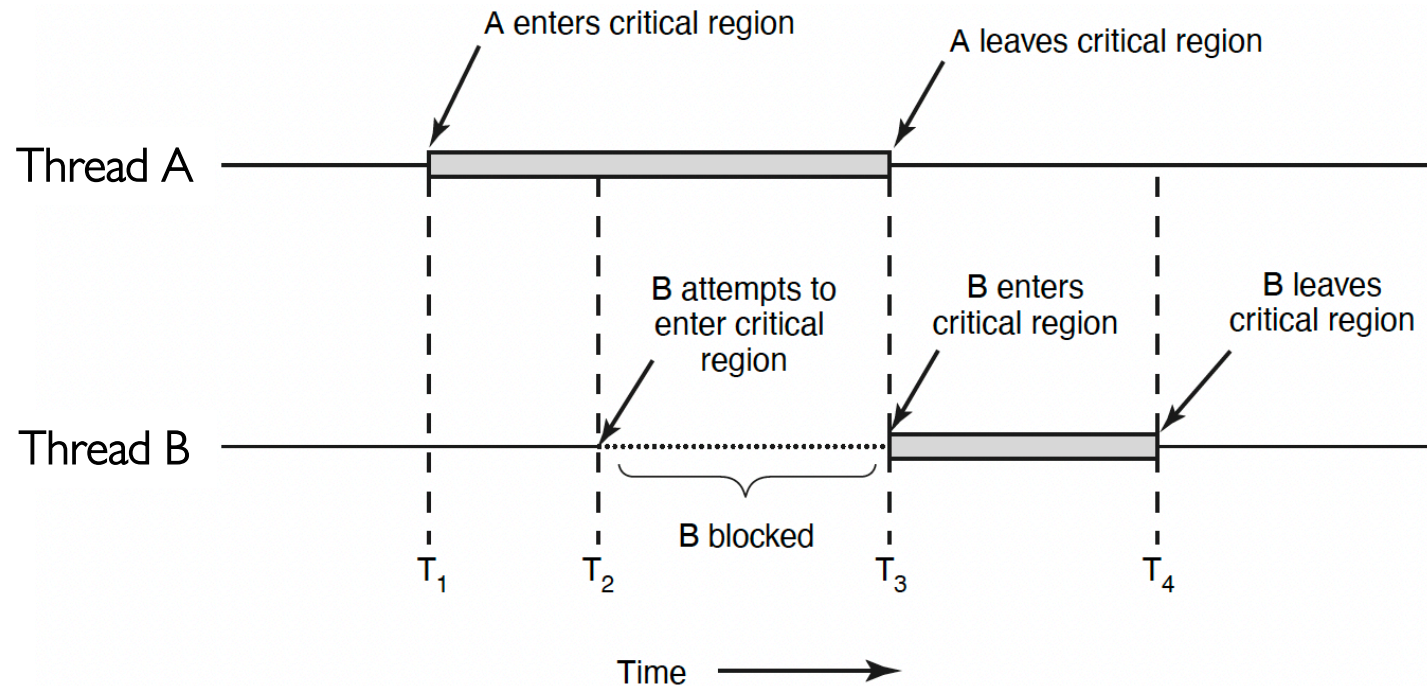 A enters critical region
A leaves critical region
Thread A
B attempts to
enter critical
region
B enters
critical region
B leaves
critical region
Thread B
B blocked
T₁
T₂
T₃
T₄
Time